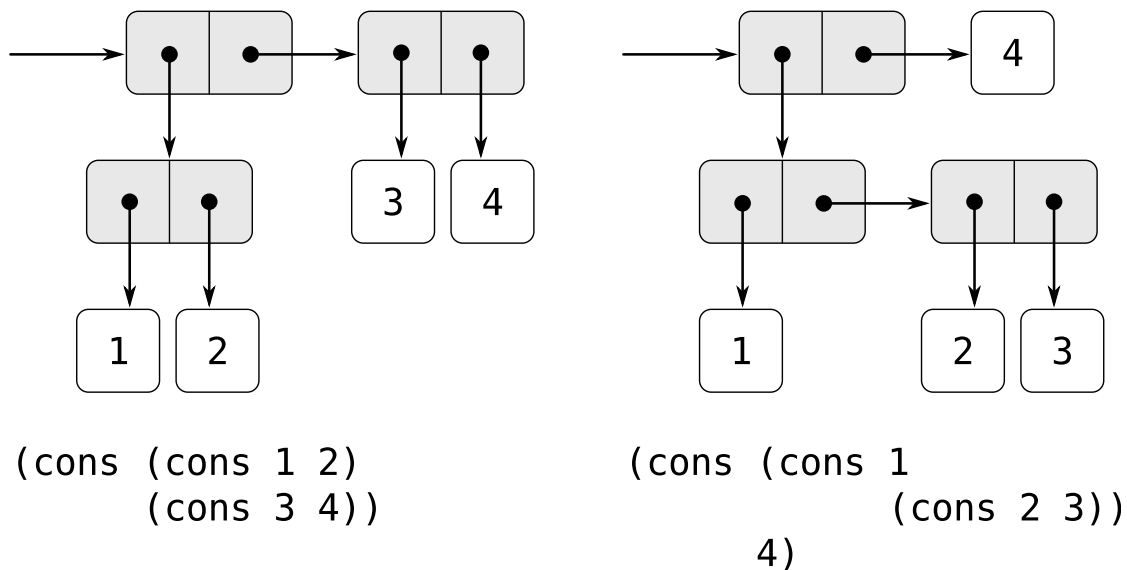 4
3 4
1 2
1 2 3
(cons (cons 1 2)
      (cons 3 4))
(cons (cons 1
            (cons 2 3))
      4)